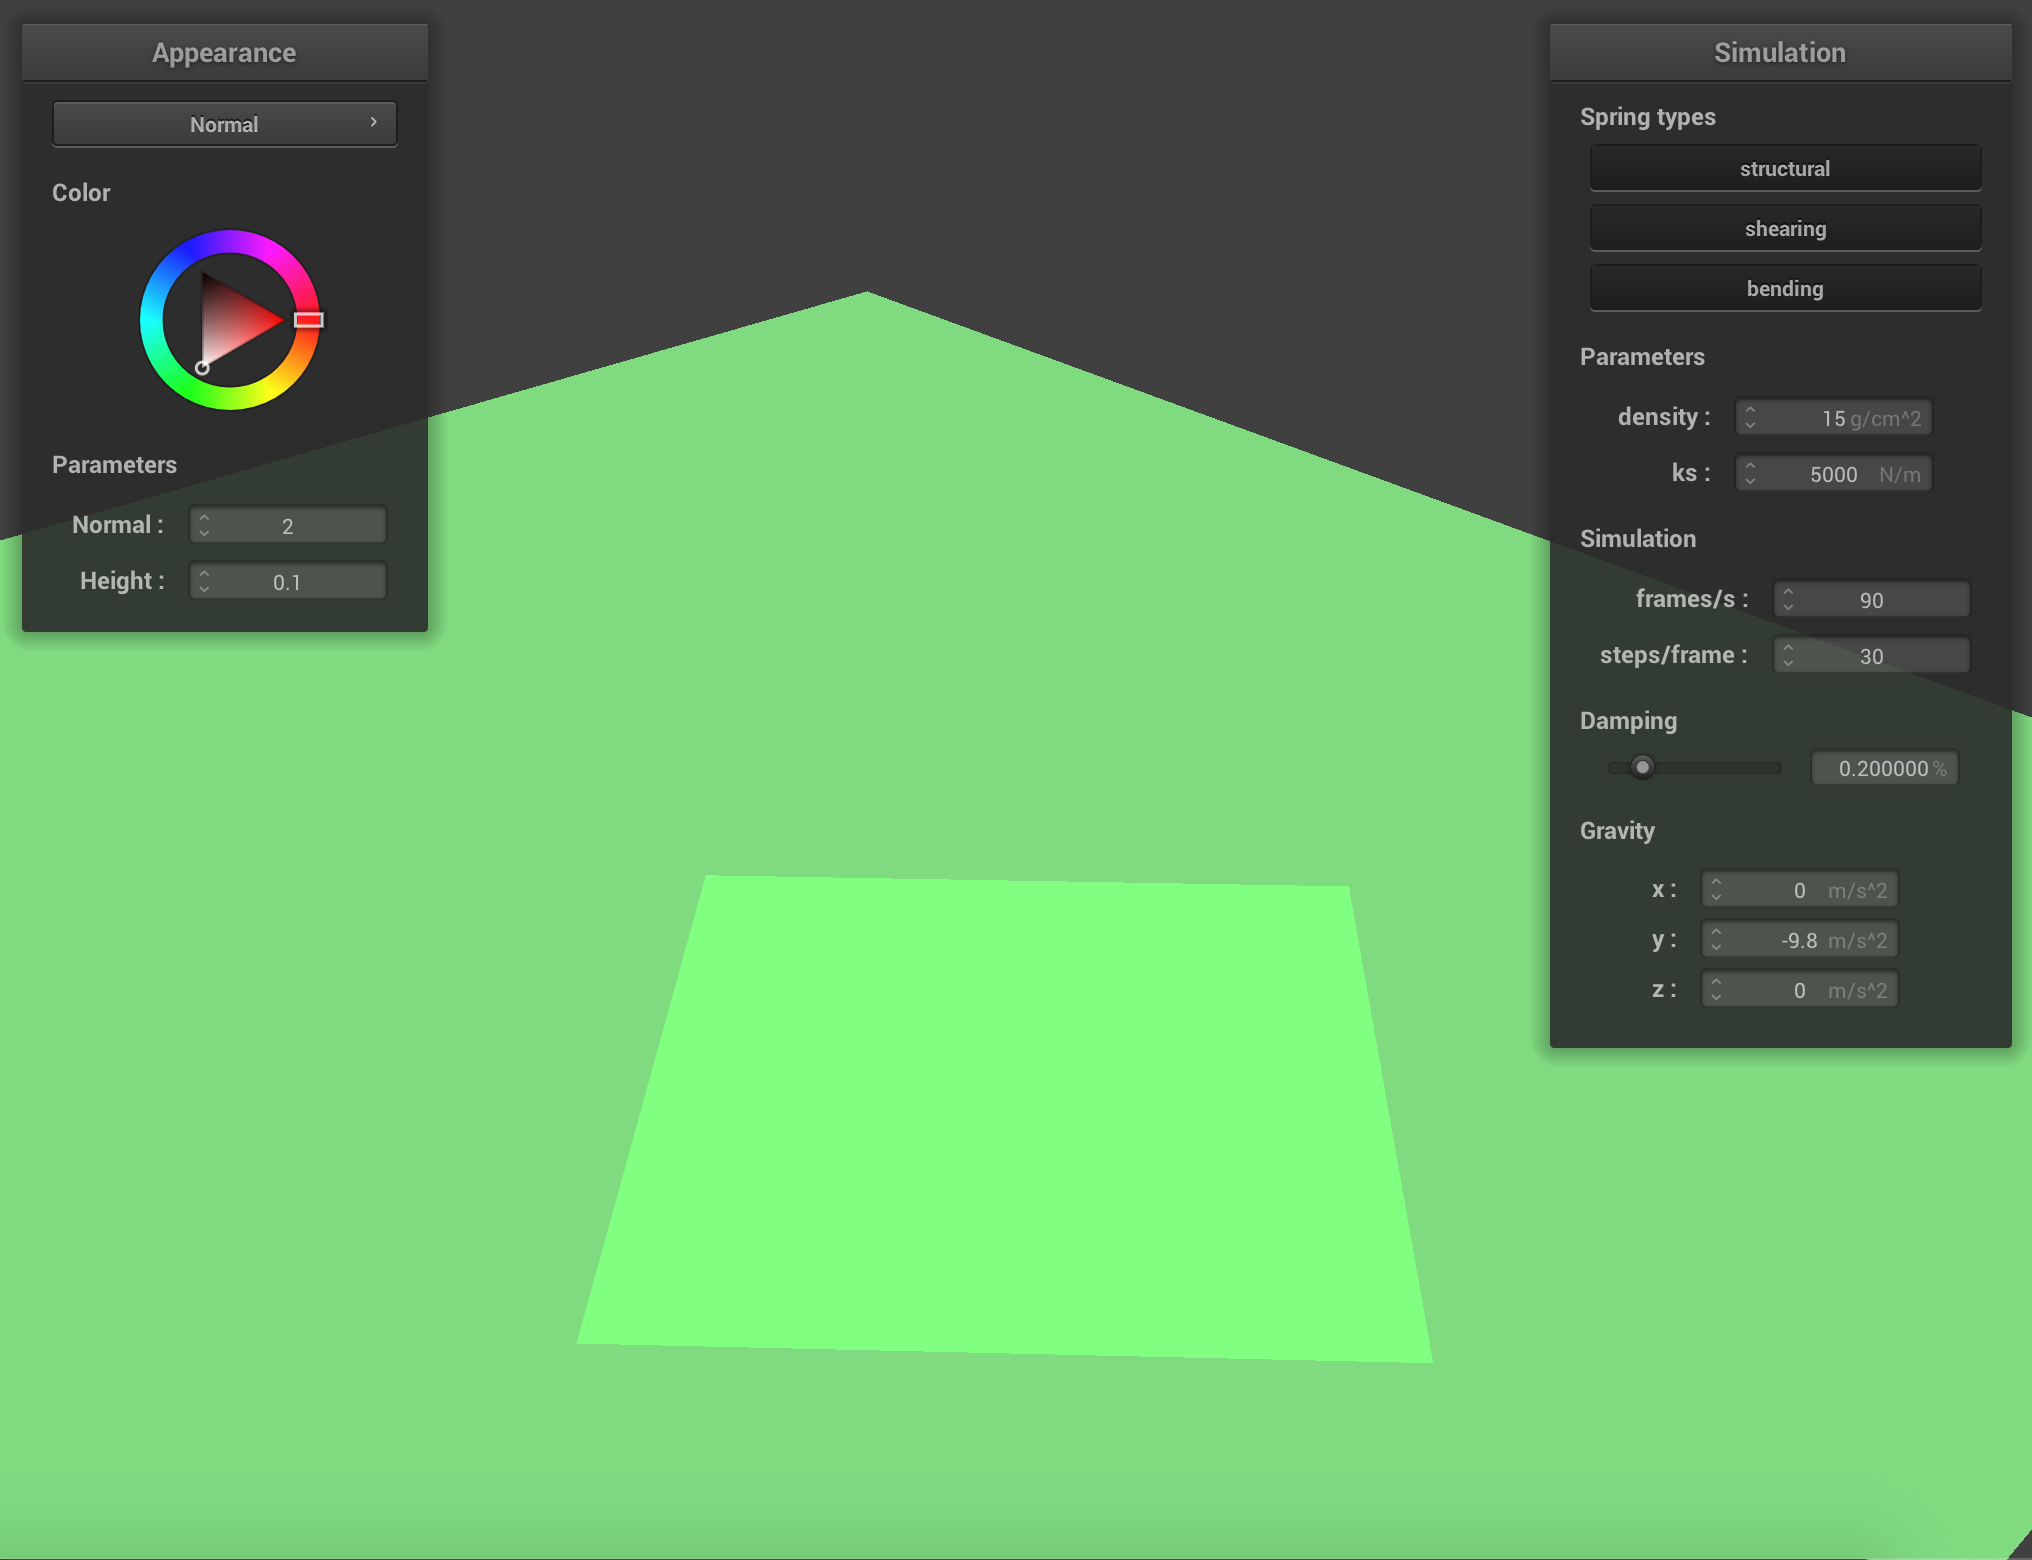 Appearance
Normal
Color
Parameters
Normal : 2
Height : 0.1
Simulation
Spring types
structural
shearing
bending
Parameters
density : 15 g/cm^2
ks : 5000 N/m
Simulation
frames/s : 90
steps/frame : 30
Damping
0.200000 %
Gravity
x : 0 m/s^2
y : -9.8 m/s^2
z : 0 m/s^2